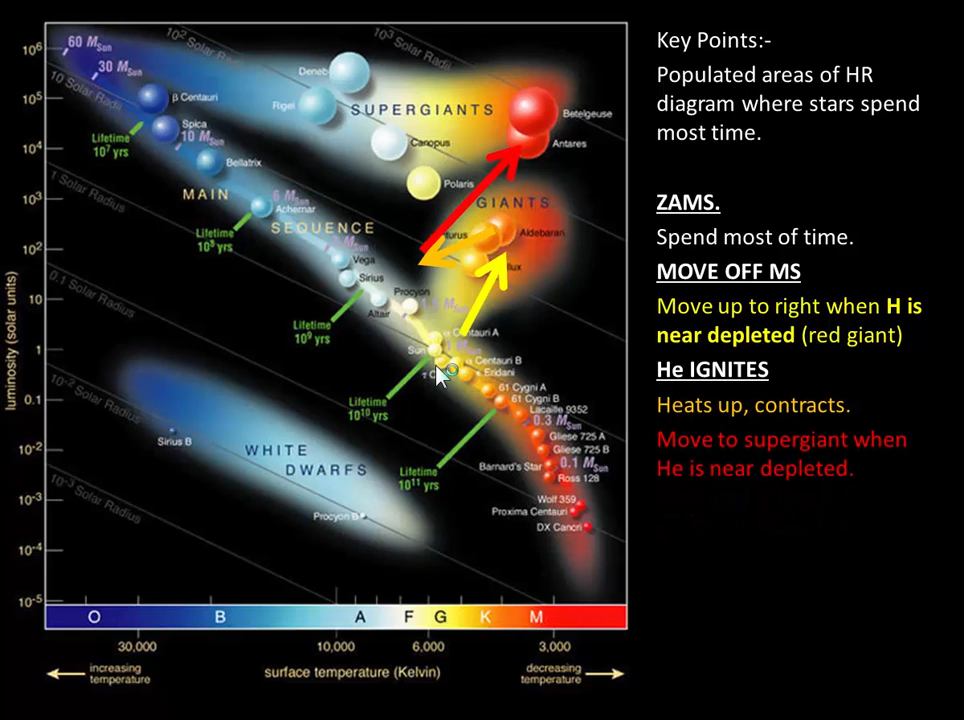 Key Points:-
Populated areas of HR
diagram where stars spend
most time.
ZAMS.
Spend most of time.
MOVE OFF MS
Move up to right when H is
near depleted (red giant)
He IGNITES
Heats up, contracts.
Move to supergiant when
He is near depleted.
luminosity (solar units)
10⁶
10⁵
10⁴
10³
10²
10
1
0.1
10⁻²
10⁻³
10⁻⁴
10⁻⁵
60 MSun
30 MSun
10² Solar Radii
10³ Solar Radii
10 Solar Radii
Deneb
Rigel
SUPERGIANTS
Betelgeuse
β Centauri
Spica
10 MSun
Canopus
Antares
Lifetime
10⁷ yrs
Bellatrix
Polaris
1 Solar Radius
MAIN
SEQUENCE
6 MSun
Achernar
GIANTS
Aldebaran
Lifetime
10⁸ yrs
MSun
Vega
Sirius
0.1 Solar Radius
Procyon
Altair
α Centauri A
Sun
Lifetime
10⁹ yrs
α Centauri B
ε Eridani
61 Cygni A
61 Cygni B
Lacaille 9352
0.3 MSun
Gliese 725 A
Gliese 725 B
0.1 MSun
Barnard's Star
Ross 128
Lifetime
10¹⁰ yrs
Lifetime
10¹¹ yrs
10⁻² Solar Radius
Sirius B
WHITE
DWARFS
10⁻³ Solar Radius
Procyon B
Wolf 359
Proxima Centauri
DX Cancri
O B A F G K M
30,000 10,000 6,000 3,000
increasing
temperature
surface temperature (Kelvin)
decreasing
temperature